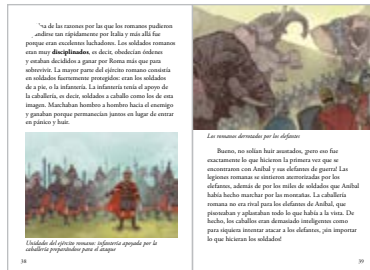 va de las razones por las que los romanos pudieron
andirse tan rápidamente por Italia y más allá fue
porque eran excelentes luchadores. Los soldados romanos
eran muy disciplinados, es decir, obedecían órdenes
y estaban decididos a ganar por Roma más que para
sobrevivir. La mayor parte del ejército romano consistía
en soldados fuertemente protegidos: eran los soldados
de a pie, o la infantería. La infantería tenía el apoyo de
la caballería, es decir, soldados a caballo como los de esta
imagen. Marchaban hombro a hombro hacia el enemigo
y ganaban porque permanecían juntos en lugar de entrar
en pánico y huir.
Unidades del ejército romano: infantería apoyada por la
caballería preparándose para el ataque
38
Los romanos derrotados por los elefantes
Bueno, no solían huir asustados, ¡pero eso fue
exactamente lo que hicieron la primera vez que se
encontraron con Aníbal y sus elefantes de guerra! Las
legiones romanas se sintieron aterrorizadas por los
elefantes, además de por los miles de soldados que Aníbal
había hecho marchar por las montañas. La caballería
romana no era rival para los elefantes de Aníbal, que
pisoteaban y aplastaban todo lo que había a la vista. De
hecho, los caballos eran demasiado inteligentes como
para siquiera intentar atacar a los elefantes, ¡sin importar
lo que hicieran los soldados!
39